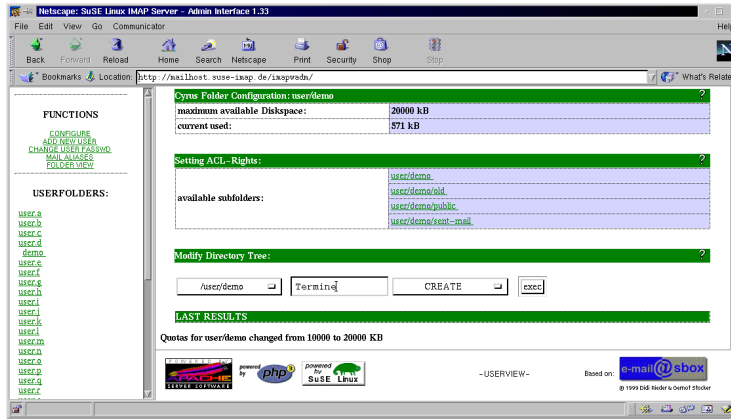 Netscape: SuSE Linux IMAP Server - Admin Interface 1.33
File Edit View Go Communicator Help
Back Forward Reload Home Search Netscape Print Security Shop Stop N
Bookmarks Location: http://mailhost.suse-imap.de/imapwadm/ What's Relate
FUNCTIONS
CONFIGURE
ADD NEW USER
CHANGE USER PASSWD
MAIL ALIASES
FOLDER VIEW
USERFOLDERS:
user.a
user.b
user.c
user.d
demo
user.e
user.f
user.g
user.h
user.i
user.j
user.k
user.l
user.m
user.n
user.o
user.p
user.q
user.r
Cyrus Folder Configuration: user/demo ?
maximum available Diskspace: 20000 kB
current used: 571 kB
Setting ACL-Rights: ?
available subfolders:
user/demo
user/demo/old
user/demo/public
user/demo/sent-mail
Modify Directory Tree: ?
/user/demo Termine CREATE exec
LAST RESULTS
Quotas for user/demo changed from 10000 to 20000 KB
POWERED BY
APACHE
SERVER SOFTWARE
powered by php3
powered by
SuSE Linux
-USERVIEW-
Based on:
e-mail@sbox
© 1999 Didi Rieder & Gernot Stocker